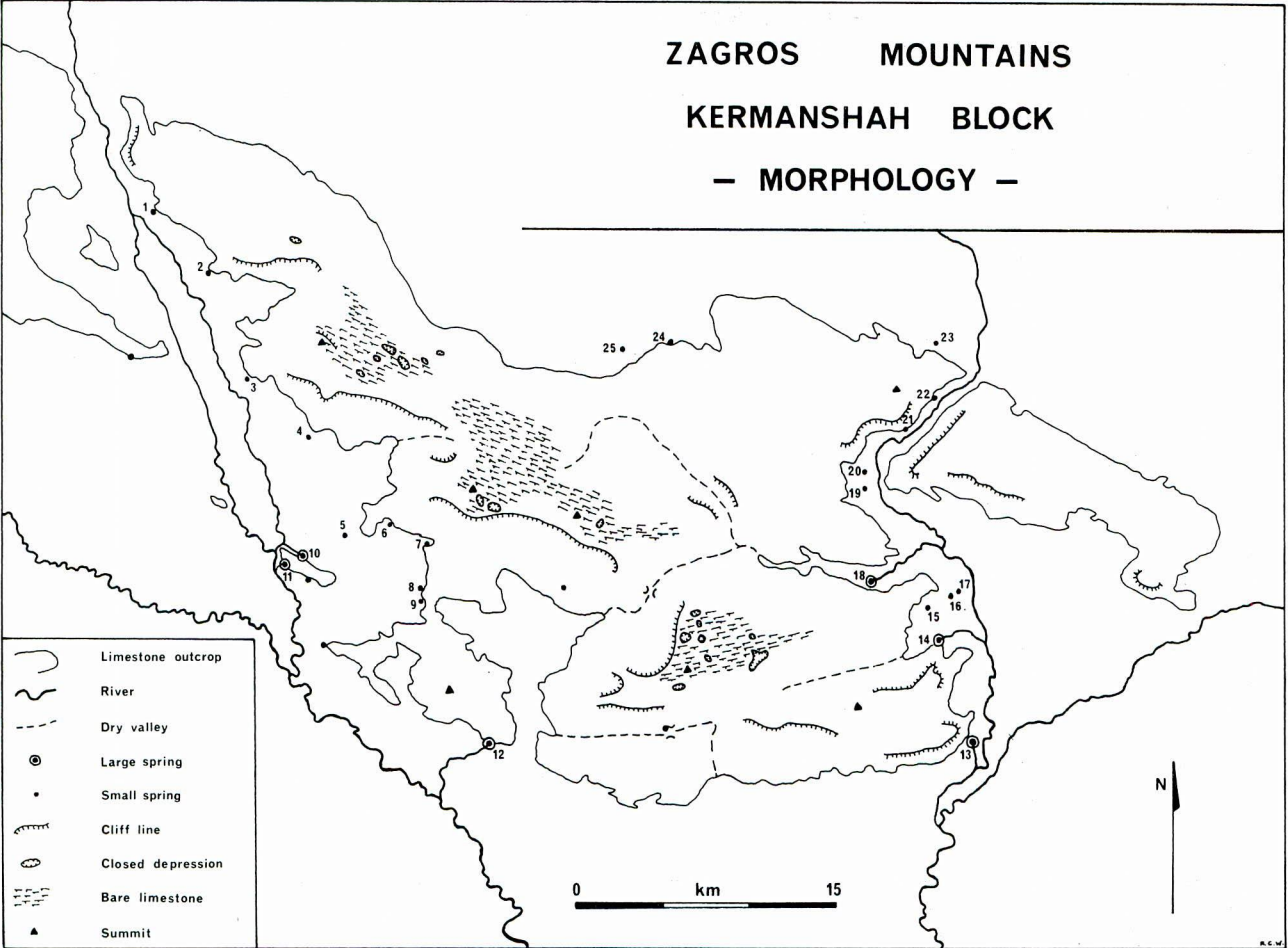 ZAGROS MOUNTAINS
KERMANSHAH BLOCK
– MORPHOLOGY –
1
2
3
4
5
6
7
8
9
10
11
12
13
14
15
16
17
18
19
20
21
22
23
24
25
Limestone outcrop
River
Dry valley
Large spring
Small spring
Cliff line
Closed depression
Bare limestone
Summit
0 km 15
N